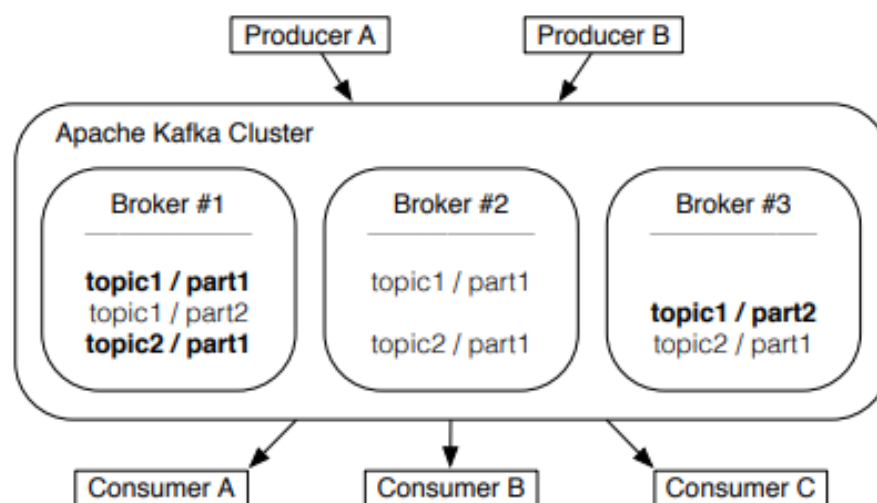 Producer A
Producer B
Apache Kafka Cluster
Broker #1
topic1 / part1
topic1 / part2
topic2 / part1
Broker #2
topic1 / part1
topic2 / part1
Broker #3
topic1 / part2
topic2 / part1
Consumer A
Consumer B
Consumer C